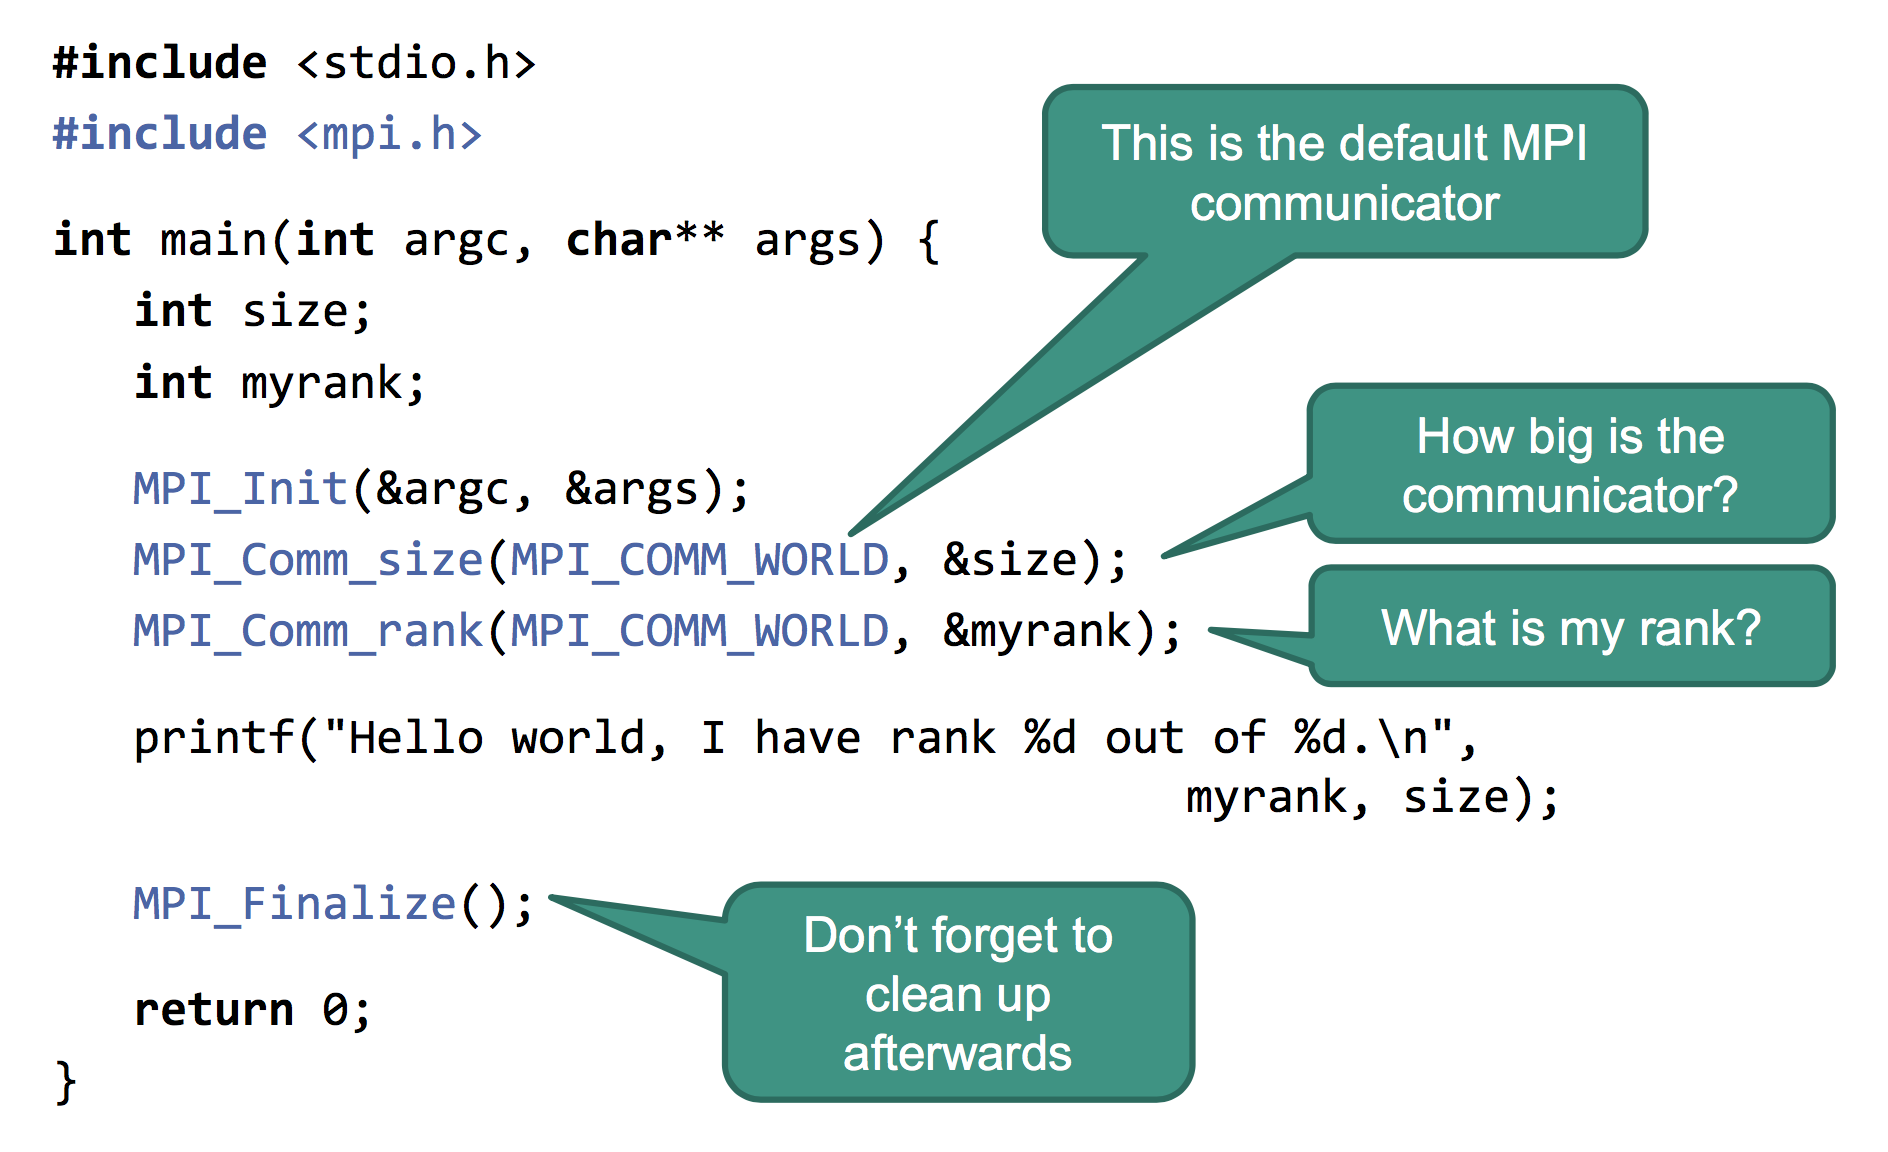 #include <stdio.h>
#include <mpi.h>
int main(int argc, char** args) {
int size;
int myrank;
MPI_Init(&argc, &args);
MPI_Comm_size(MPI_COMM_WORLD, &size);
MPI_Comm_rank(MPI_COMM_WORLD, &myrank);
printf("Hello world, I have rank %d out of %d.\n",
myrank, size);
MPI_Finalize();
return 0;
}
This is the default MPI
communicator
How big is the
communicator?
What is my rank?
Don’t forget to
clean up
afterwards